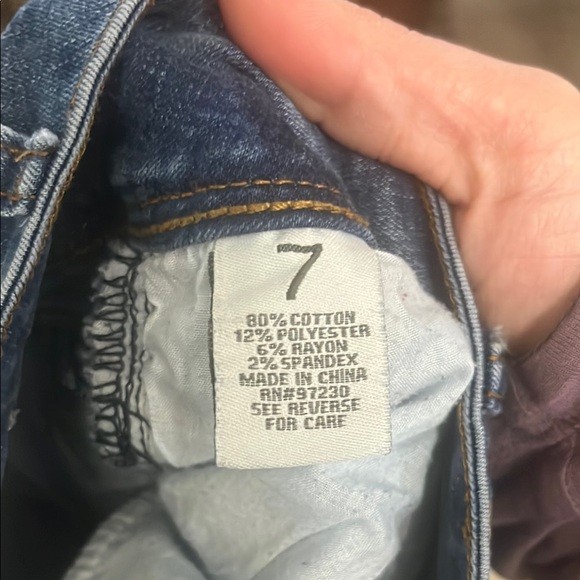 7
80% COTTON
12% POLYESTER
6% RAYON
2% SPANDEX
MADE IN CHINA
RN#97230
SEE REVERSE
FOR CARE